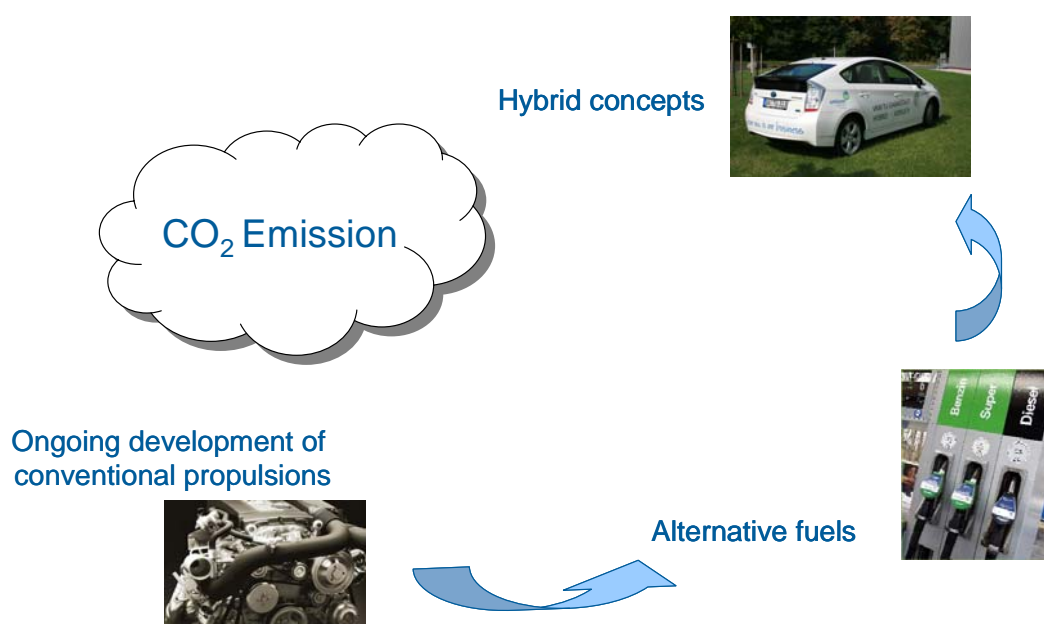 Hybrid concepts
CO₂ Emission
Ongoing development of
conventional propulsions
Alternative fuels
Benzin
Super
Diesel